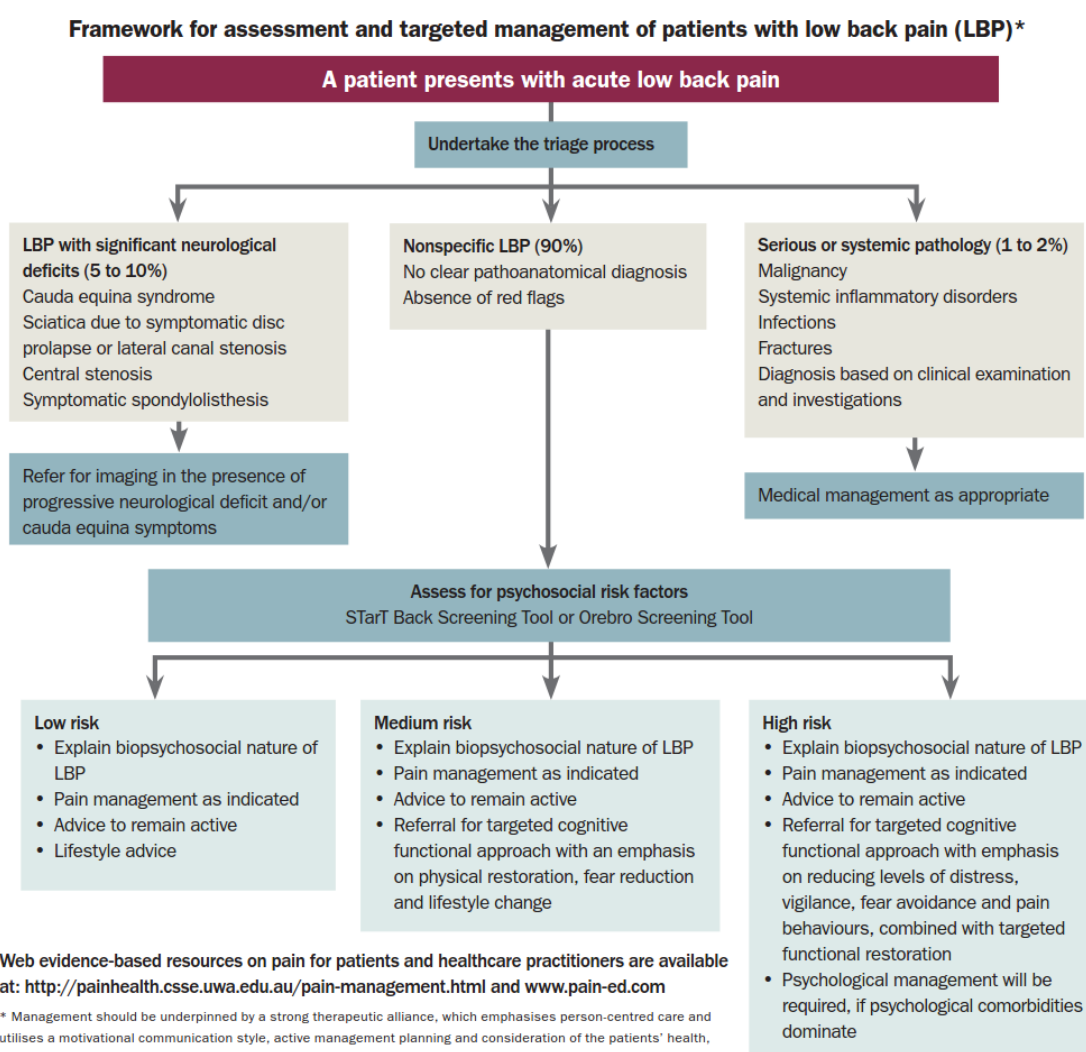 Framework for assessment and targeted management of patients with low back pain (LBP)*
A patient presents with acute low back pain
Undertake the triage process
LBP with significant neurological
deficits (5 to 10%)
Cauda equina syndrome
Sciatica due to symptomatic disc
prolapse or lateral canal stenosis
Central stenosis
Symptomatic spondylolisthesis
Refer for imaging in the presence of
progressive neurological deficit and/or
cauda equina symptoms
Nonspecific LBP (90%)
No clear pathoanatomical diagnosis
Absence of red flags
Serious or systemic pathology (1 to 2%)
Malignancy
Systemic inflammatory disorders
Infections
Fractures
Diagnosis based on clinical examination
and investigations
Medical management as appropriate
Assess for psychosocial risk factors
STarT Back Screening Tool or Orebro Screening Tool
Low risk
• Explain biopsychosocial nature of
LBP
• Pain management as indicated
• Advice to remain active
• Lifestyle advice
Medium risk
• Explain biopsychosocial nature of LBP
• Pain management as indicated
• Advice to remain active
• Referral for targeted cognitive
functional approach with an emphasis
on physical restoration, fear reduction
and lifestyle change
High risk
• Explain biopsychosocial nature of LBP
• Pain management as indicated
• Advice to remain active
• Referral for targeted cognitive
functional approach with emphasis
on reducing levels of distress,
vigilance, fear avoidance and pain
behaviours, combined with targeted
functional restoration
• Psychological management will be
required, if psychological comorbidities
dominate
Web evidence-based resources on pain for patients and healthcare practitioners are available
at: http://painhealth.csse.uwa.edu.au/pain-management.html and www.pain-ed.com
* Management should be underpinned by a strong therapeutic alliance, which emphasises person-centred care and
utilises a motivational communication style, active management planning and consideration of the patients' health,